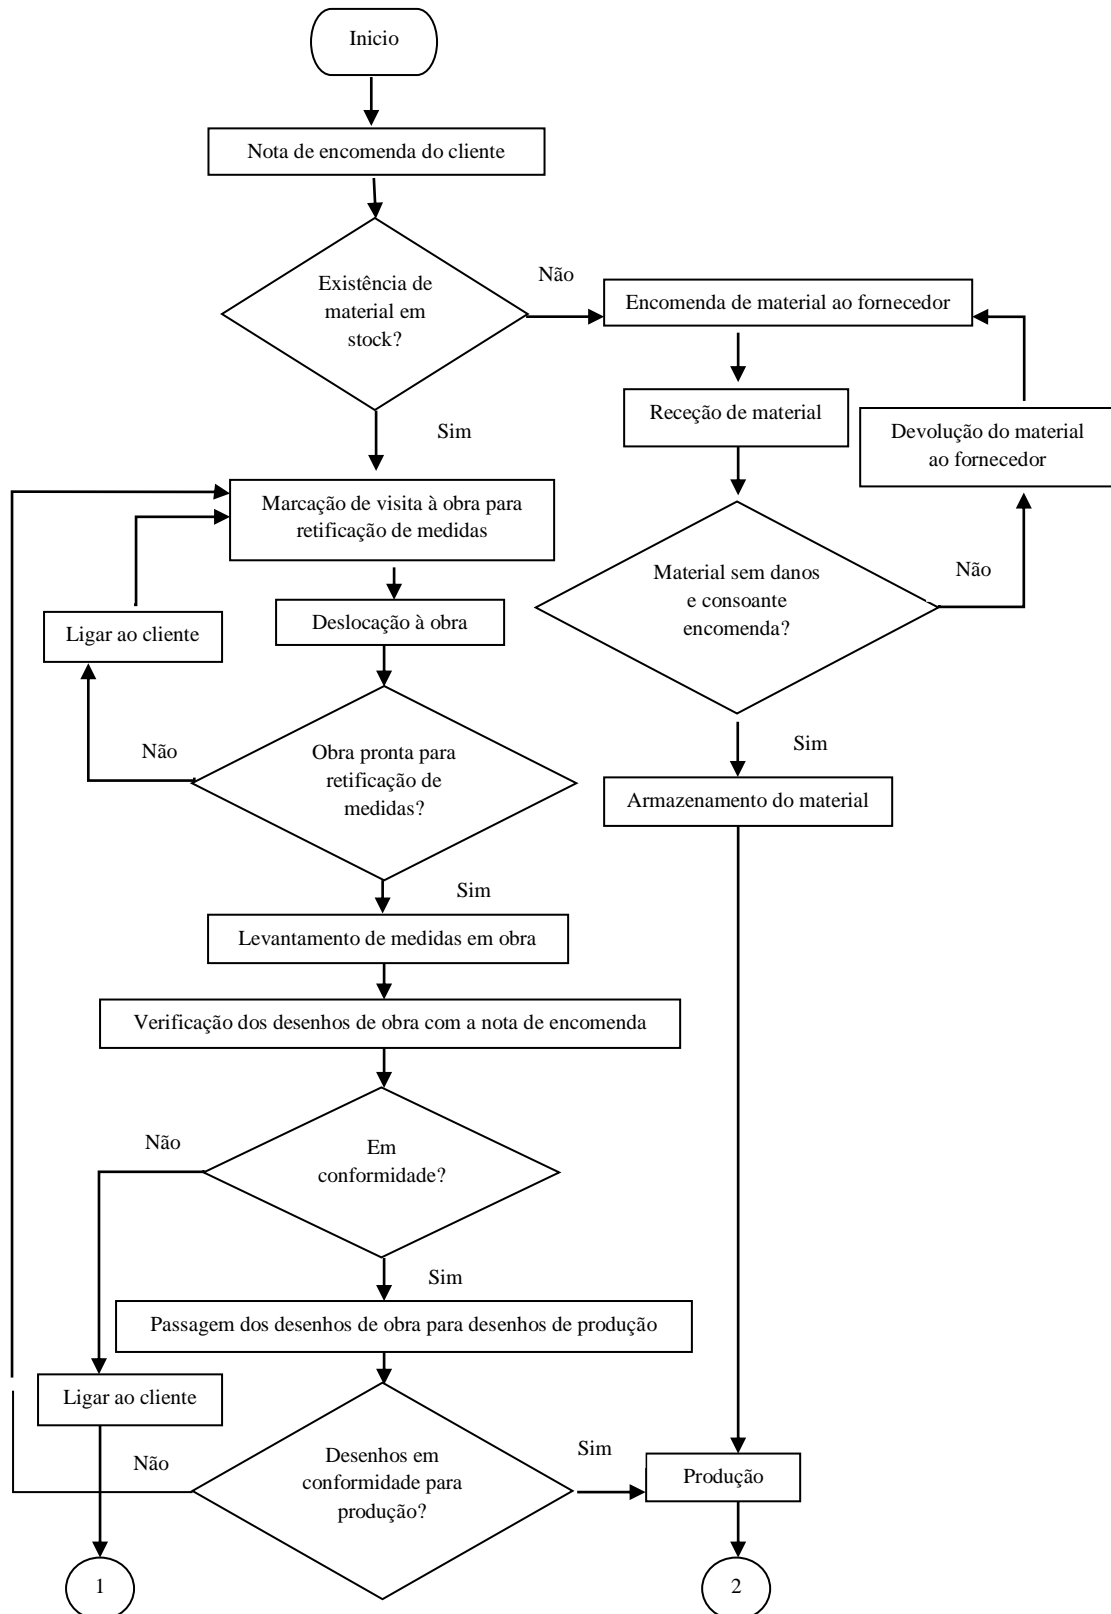 Inicio
Nota de encomenda do cliente
Existência de
material em
stock?
Não
Encomenda de material ao fornecedor
Sim
Receção de material
Devolução do material
ao fornecedor
Marcação de visita à obra para
retificação de medidas
Material sem danos
e consoante
encomenda?
Não
Ligar ao cliente
Deslocação à obra
Não
Obra pronta para
retificação de
medidas?
Sim
Armazenamento do material
Sim
Levantamento de medidas em obra
Verificação dos desenhos de obra com a nota de encomenda
Não
Em
conformidade?
Sim
Passagem dos desenhos de obra para desenhos de produção
Ligar ao cliente
Não
Desenhos em
conformidade para
produção?
Sim
Produção
1
2